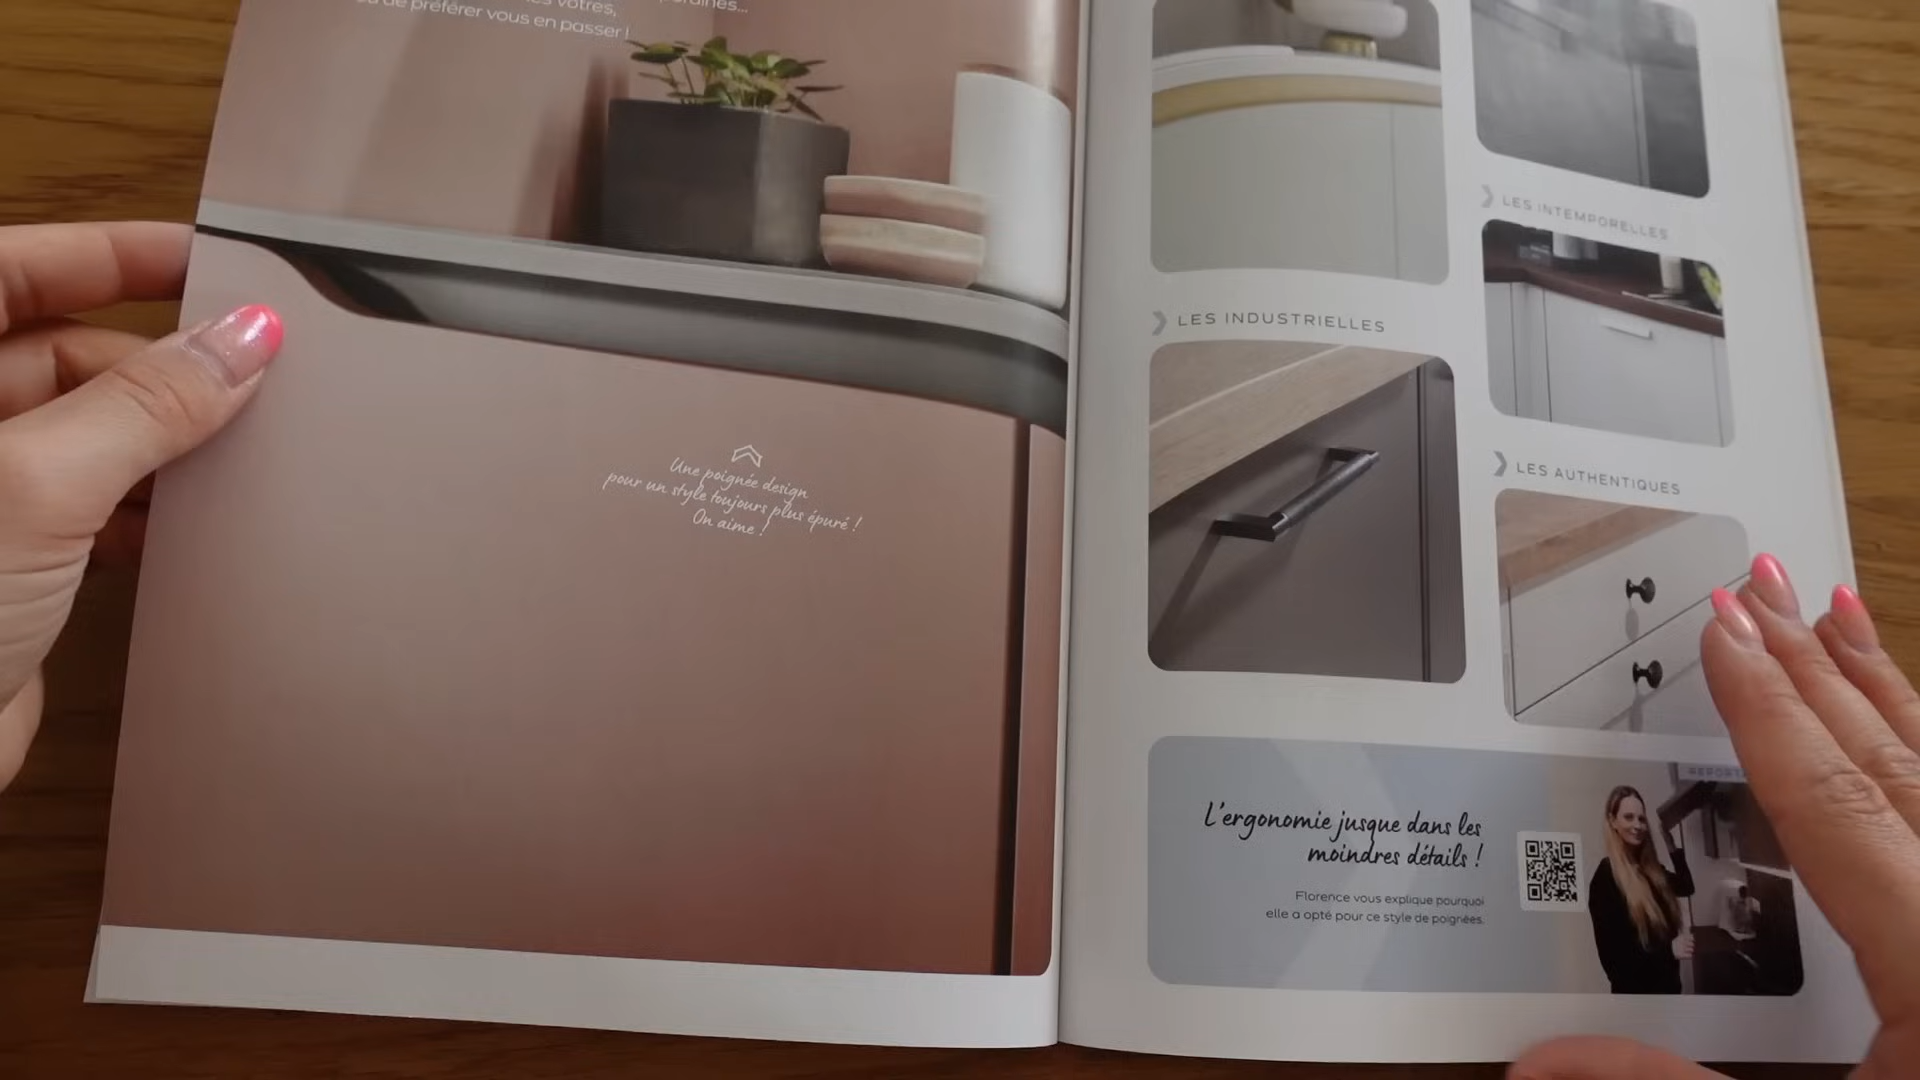 vôtres,
de préférer vous en passer !
Une poignée design
pour un style toujours plus épuré !
On aime !
LES INDUSTRIELLES
LES INTEMPORELLES
LES AUTHENTIQUES
L'ergonomie jusque dans les
moindres détails !
Florence vous explique pourquoi
elle a opté pour ce style de poignées.